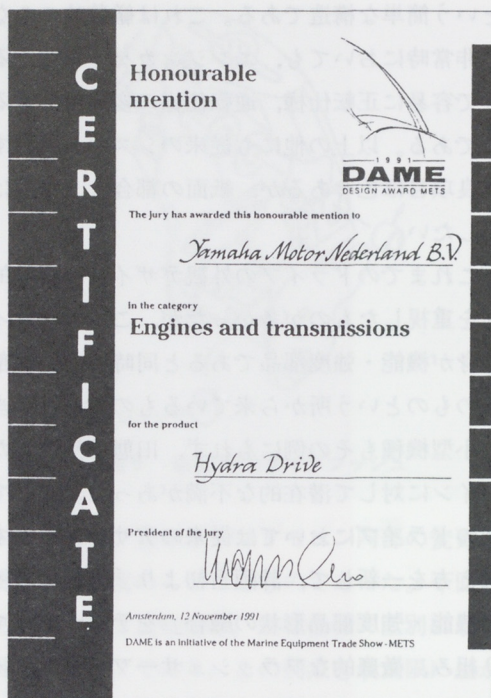 CERTIFICATE
Honourable
mention
1991
DAME
DESIGN AWARD METS
The jury has awarded this honourable mention to
Yamaha Motor Nederland B.V.
In the category
Engines and transmissions
for the product
Hydra Drive
President of the Jury
Amsterdam, 12 November 1991
DAME is an initiative of the Marine Equipment Trade Show - METS